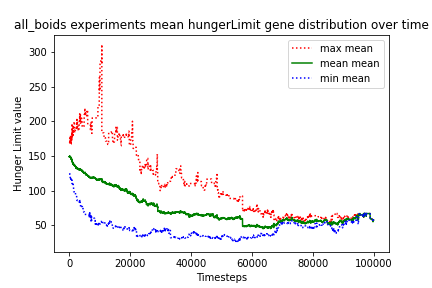 all_boids experiments mean hungerLimit gene distribution over time
max mean
mean mean
min mean
Hunger Limit value
300
250
200
150
100
50
0
20000
40000
60000
80000
100000
Timesteps